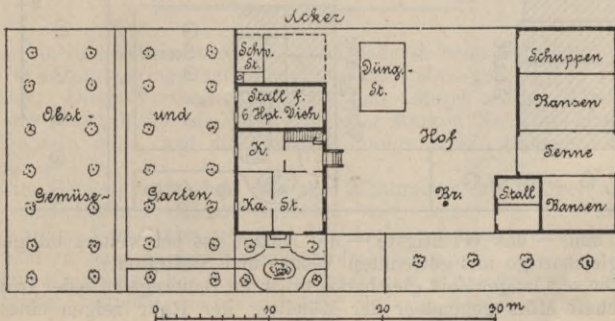 Acker
Schw.
St.
Düng-
St.
Schuppen
Stall f.
6 Hpt. Vieh
Bansen
Obst-
und
Hof
K.
Tenne
Gemüse-
Garten
Ka.
St.
Br.
Stall
Bansen
0
10
20
30 m